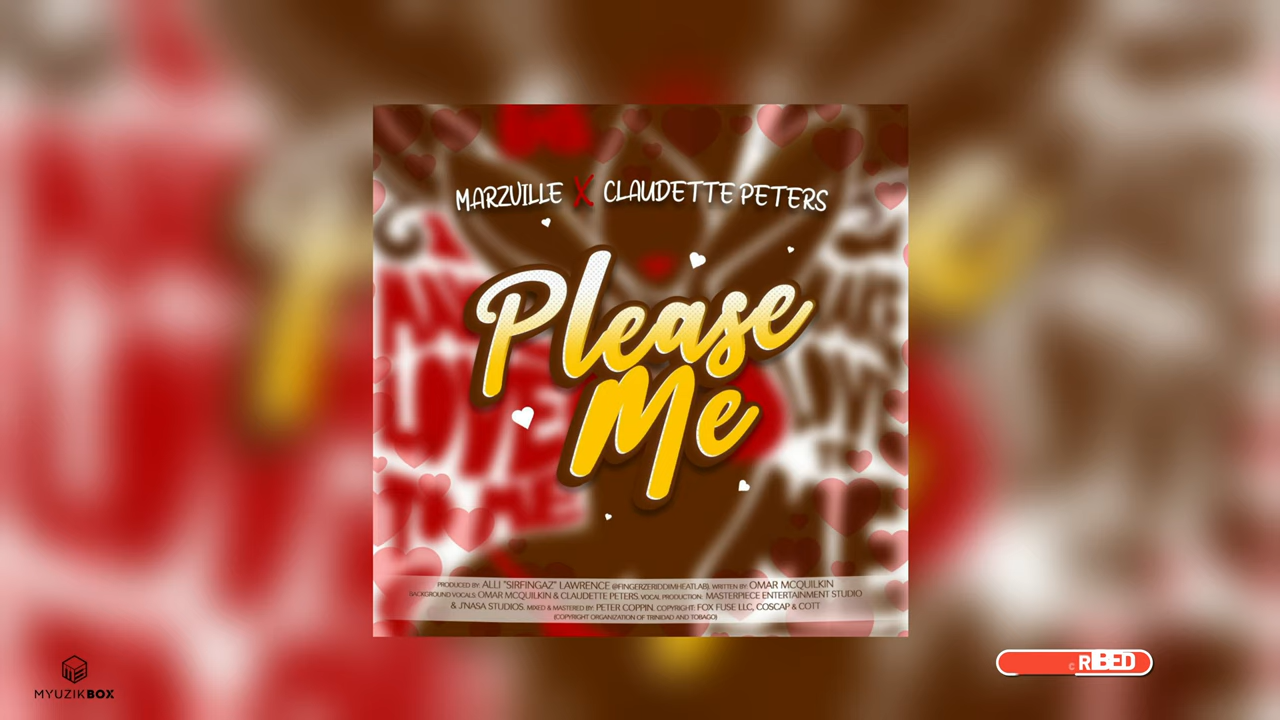 MARZVILLE X CLAUDETTE PETERS
Please
Me
PRODUCED BY: ALLI "SIRFINGAZ" LAWRENCE @FINGERZERIDDIMHEATLAB). WRITTEN BY: OMAR MCQUILKIN
BACKGROUND VOCALS: OMAR MCQUILKIN & CLAUDETTE PETERS. VOCAL PRODUCTION: MASTERPIECE ENTERTAINMENT STUDIO
& J'NASA STUDIOS. MIXED & MASTERED BY: PETER COPPIN. COPYRIGHT: FOX FUSE LLC, COSCAP & COTT
(COPYRIGHT ORGANIZATION OF TRINIDAD AND TOBAGO)
MYUZIKBOX